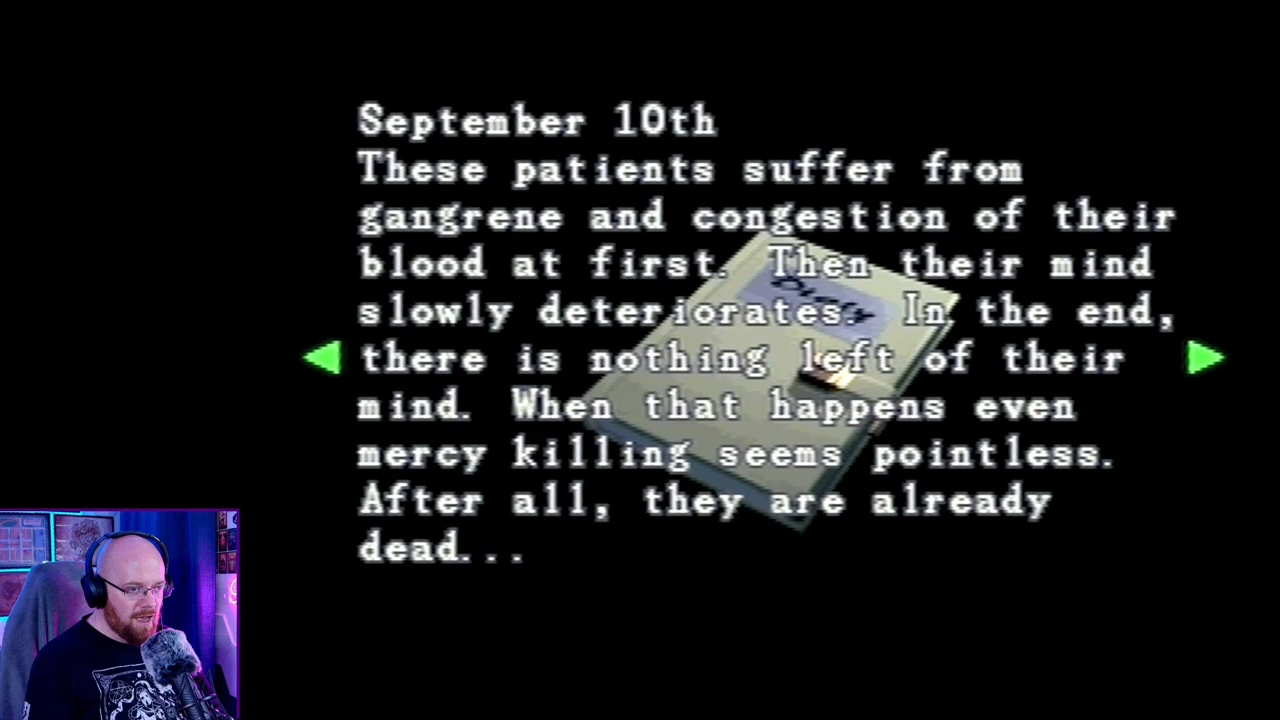 September 10th
These patients suffer from
gangrene and congestion of their
blood at first. Then their mind
slowly deteriorates. In the end,
there is nothing left of their
mind. When that happens even
mercy killing seems pointless.
After all, they are already
dead...